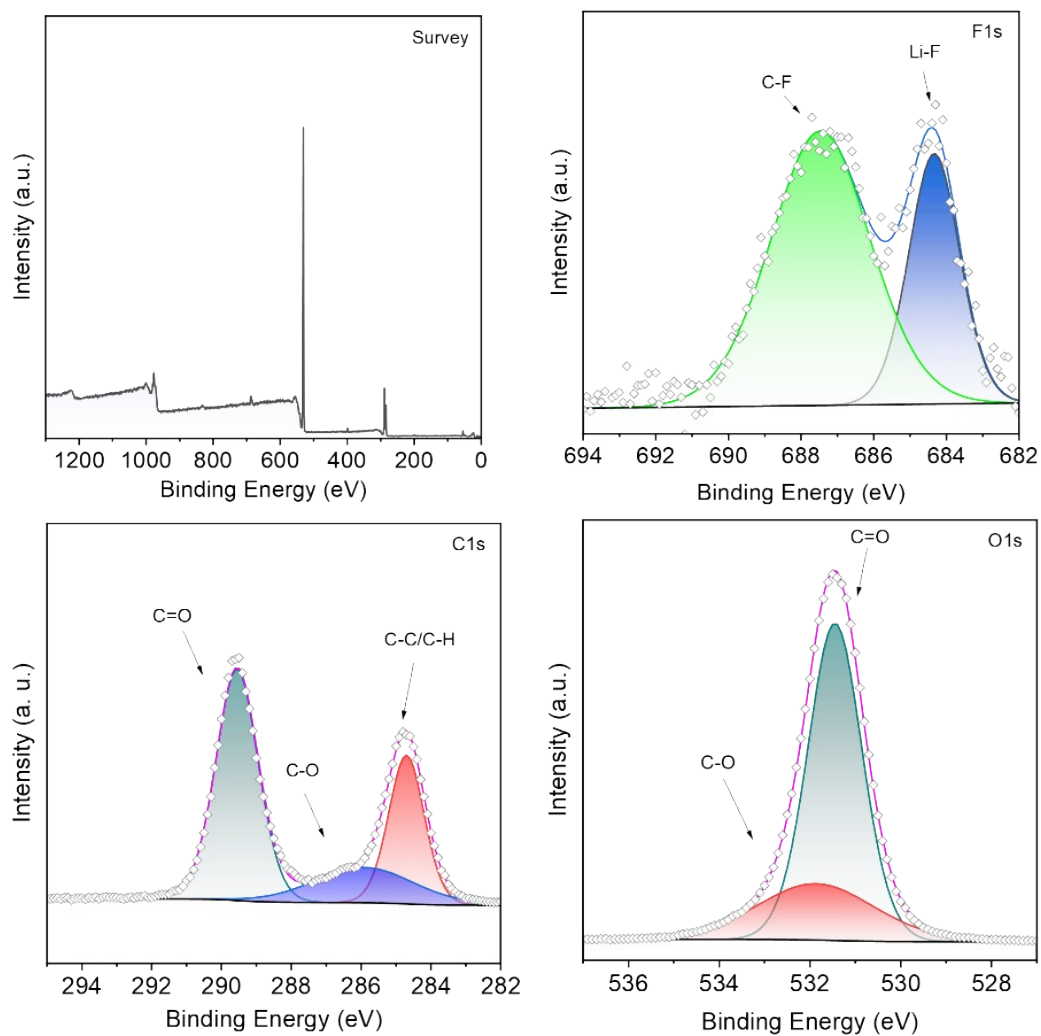 Survey
Intensity (a.u.)
1200 1000 800 600 400 200 0
Binding Energy (eV)
F1s
Li-F
C-F
Intensity (a.u.)
694 692 690 688 686 684 682
Binding Energy (eV)
C1s
C=O
C-C/C-H
C-O
Intensity (a. u.)
294 292 290 288 286 284 282
Binding Energy (eV)
O1s
C=O
C-O
Intensity (a. u.)
536 534 532 530 528
Binding Energy (eV)